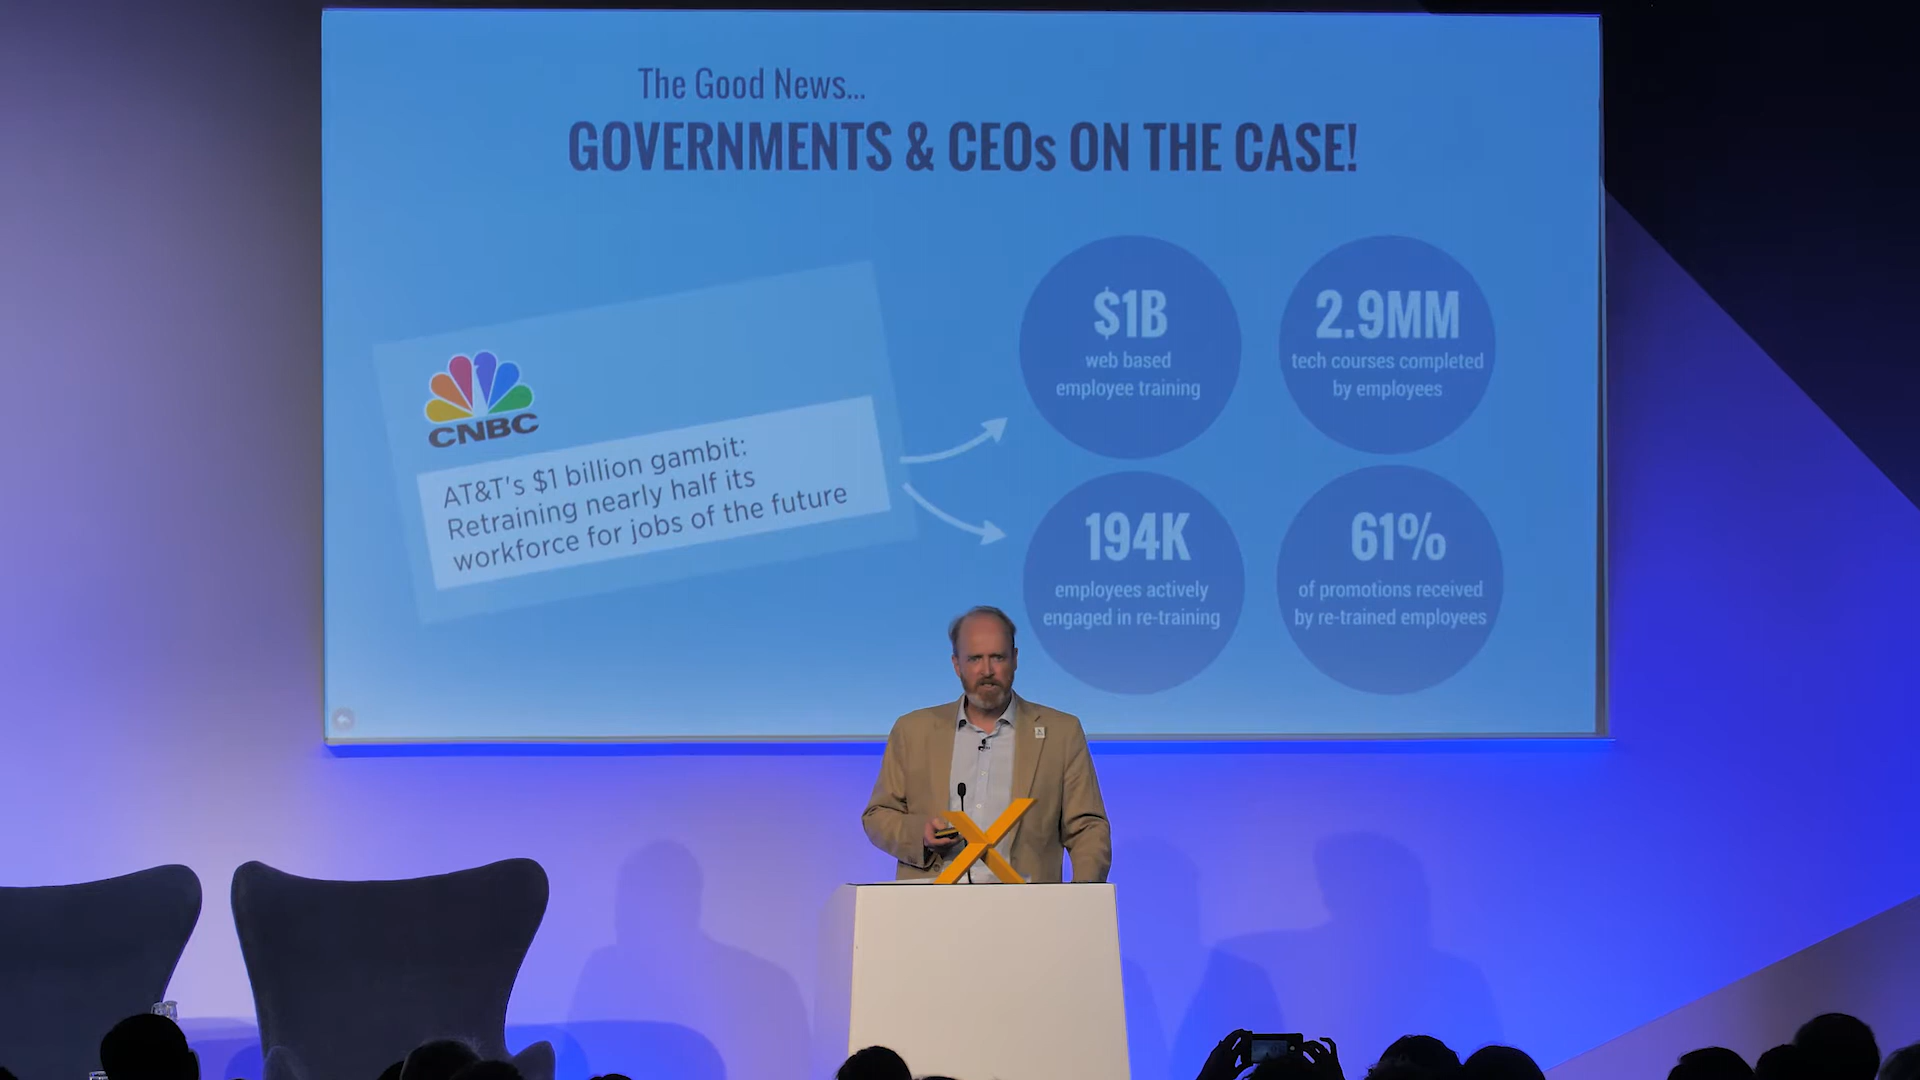 The Good News...
GOVERNMENTS & CEOs ON THE CASE!
CNBC
AT&T's $1 billion gambit:
Retraining nearly half its
workforce for jobs of the future
$1B
web based
employee training
2.9MM
tech courses completed
by employees
194K
employees actively
engaged in re-training
61%
of promotions received
by re-trained employees
X